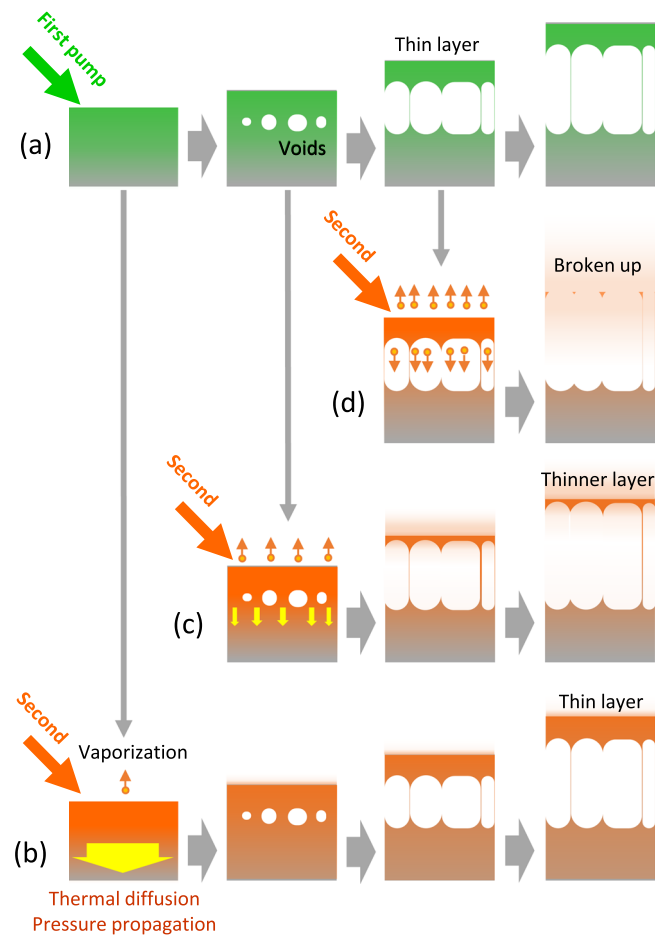 First pump
Thin layer
(a)
Voids
Second
Broken up
(d)
Second
Thinner layer
(c)
Second
Vaporization
Thin layer
(b)
Thermal diffusion
Pressure propagation